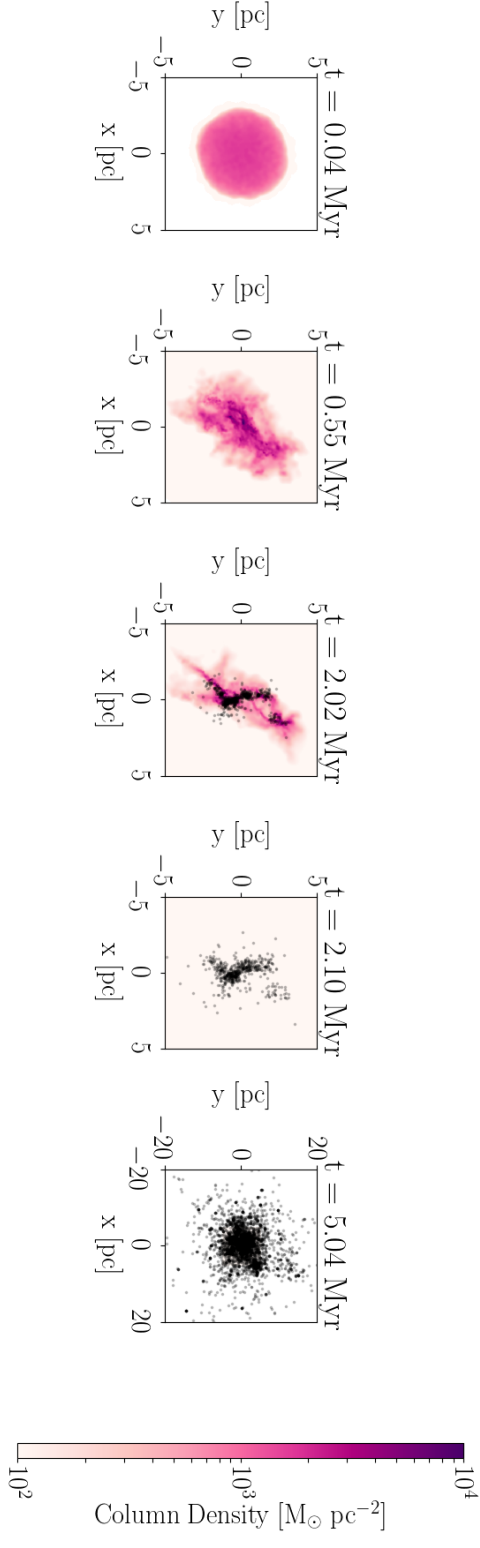 t = 0.04 Myr
y [pc]
5
0
−5
−5
0
5
x [pc]
t = 0.55 Myr
y [pc]
5
0
−5
−5
0
5
x [pc]
t = 2.02 Myr
y [pc]
5
0
−5
−5
0
5
x [pc]
t = 2.10 Myr
y [pc]
5
0
−5
−5
0
5
x [pc]
t = 5.04 Myr
y [pc]
20
0
−20
−20
0
20
x [pc]
10⁴
10³
10²
Column Density [M☉ pc⁻²]